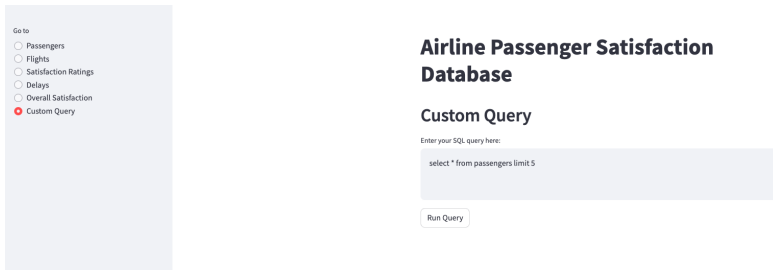 Go to
Passengers
Flights
Satisfaction Ratings
Delays
Overall Satisfaction
Custom Query
Airline Passenger Satisfaction
Database
Custom Query
Enter your SQL query here:
select * from passengers limit 5
Run Query